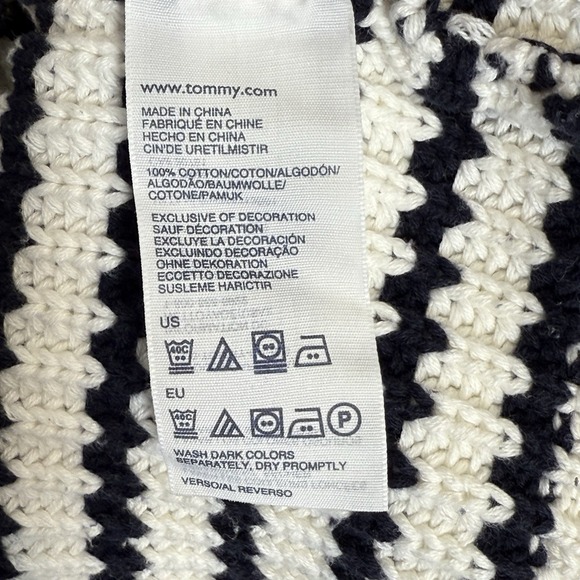 www.tommy.com
MADE IN CHINA
FABRIQUÉ EN CHINE
HECHO EN CHINA
CIN'DE URETILMISTIR
100% COTTON/COTON/ALGODÓN/
ALGODÃO/BAUMWOLLE/
COTONE/PAMUK
EXCLUSIVE OF DECORATION
SAUF DÉCORATION
EXCLUYE LA DECORACIÓN
EXCLUINDO DECORAÇÃO
OHNE DEKORATION
ECCETTO DECORAZIONE
SUSLEME HARICTIR
US
40C
EU
40C P
WASH DARK COLORS
SEPARATELY, DRY PROMPTLY
VERSO/AL REVERSO